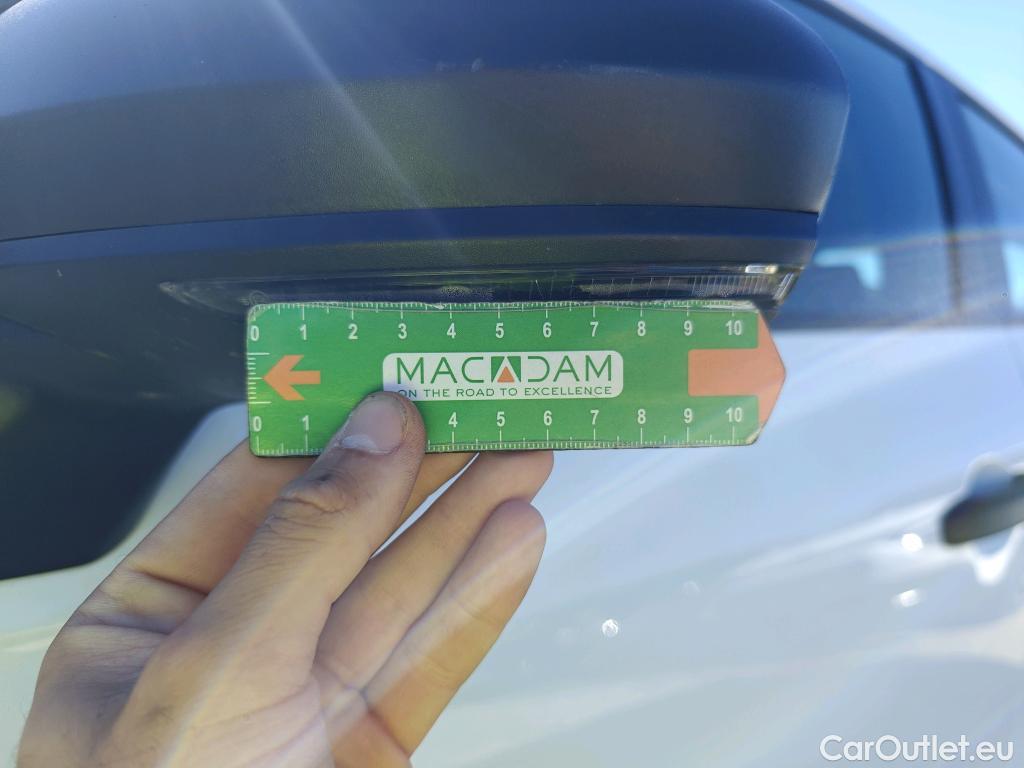 0 1 2 3 4 5 6 7 8 9 10
MACADAM
ON THE ROAD TO EXCELLENCE
0 1 4 5 6 7 8 9 10
CarOutlet.eu